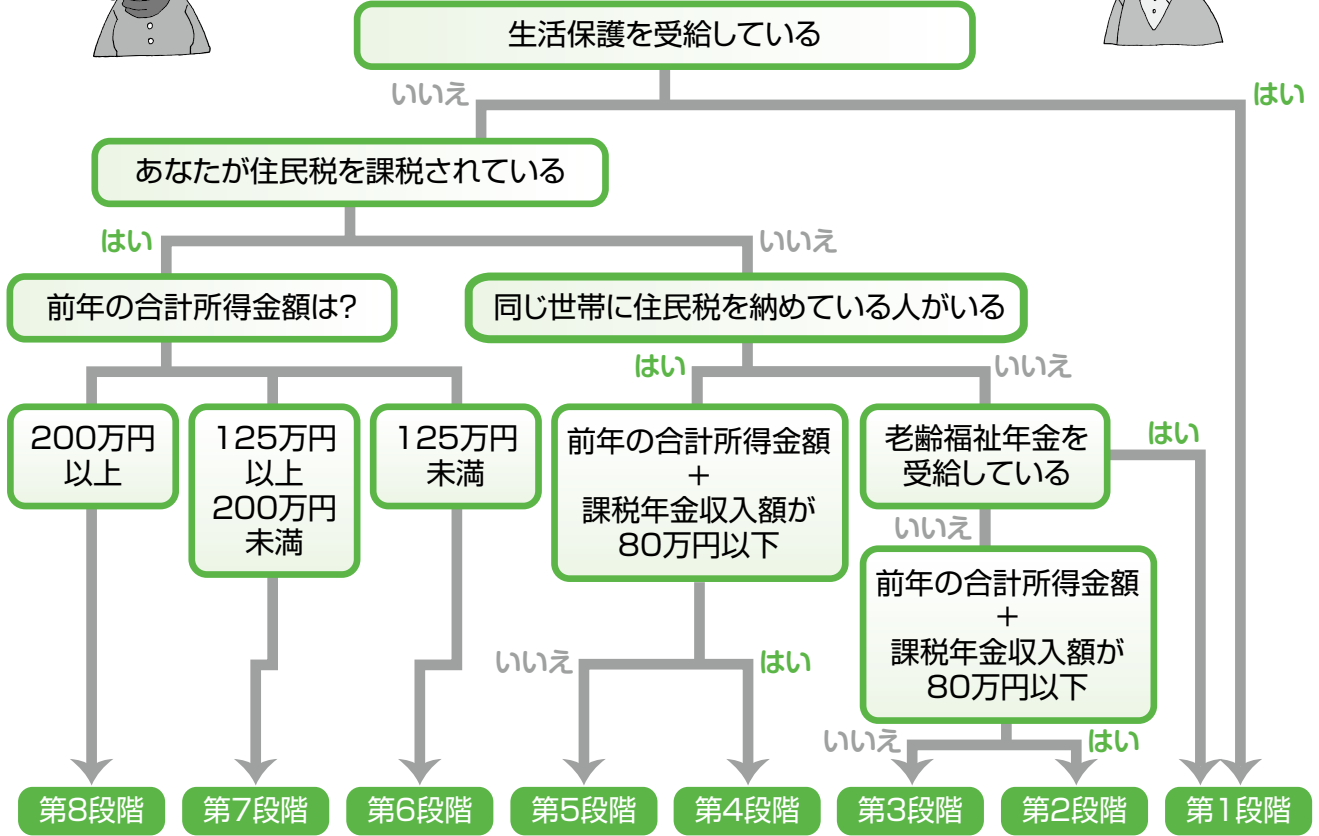 生活保護を受給している
いいえ
はい
あなたが住民税を課税されている
はい
いいえ
前年の合計所得金額は?
同じ世帯に住民税を納めている人がいる
はい
いいえ
200万円
以上
125万円
以上
200万円
未満
125万円
未満
前年の合計所得金額
+
課税年金収入額が
80万円以下
老齢福祉年金を
受給している
はい
いいえ
前年の合計所得金額
+
課税年金収入額が
80万円以下
いいえ
はい
いいえ
はい
第8段階
第7段階
第6段階
第5段階
第4段階
第3段階
第2段階
第1段階